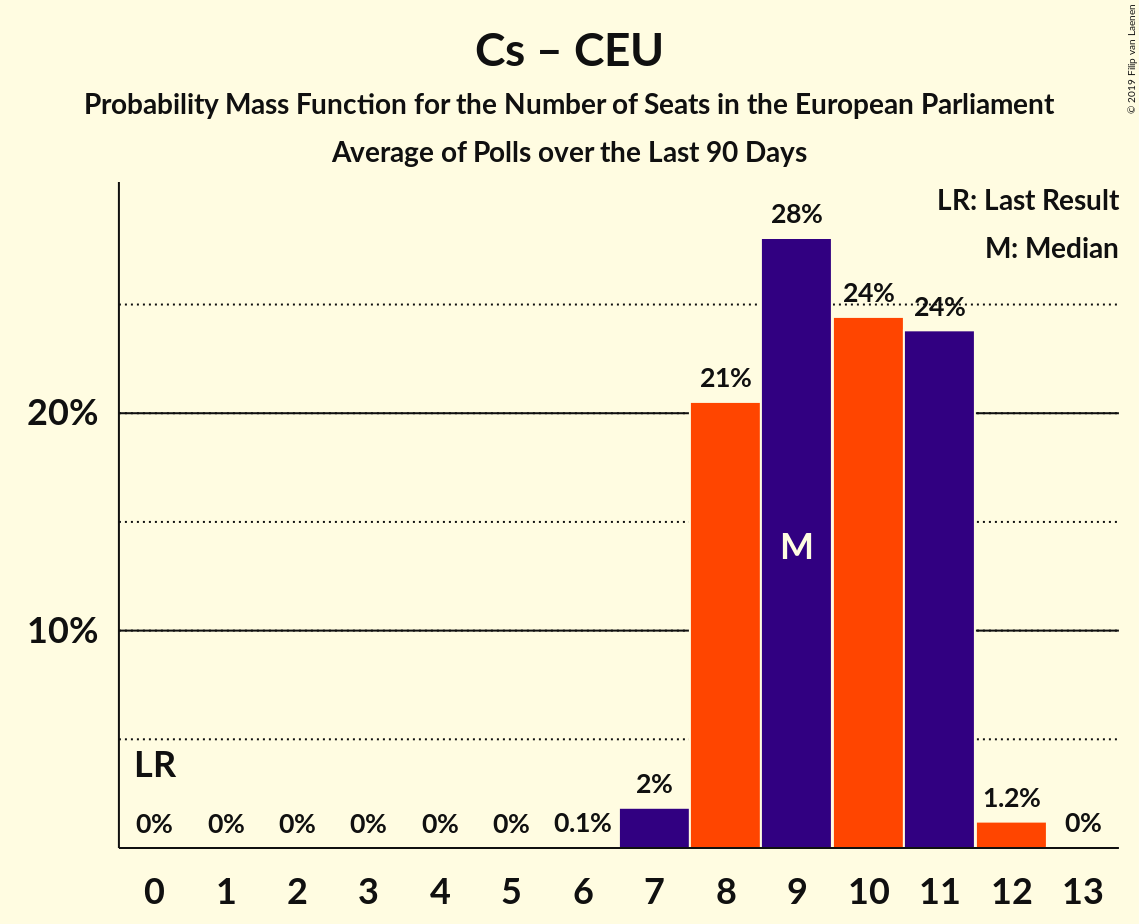 Cs – CEU
Probability Mass Function for the Number of Seats in the European Parliament
Average of Polls over the Last 90 Days
© 2019 Filip van Laenen
LR: Last Result
M: Median
28%
24%
24%
21%
20%
M
10%
LR
2%
1.2%
0% 0% 0% 0% 0% 0% 0.1% 0%
0 1 2 3 4 5 6 7 8 9 10 11 12 13